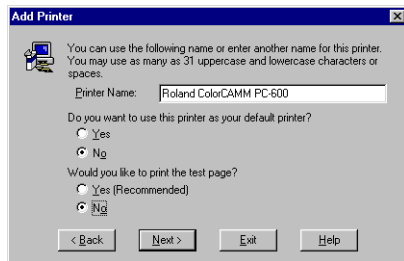 Add Printer
You can use the following name or enter another name for this printer.
You may use as many as 31 uppercase and lowercase characters or
spaces.
Printer Name: Roland ColorCAMM PC-600
Do you want to use this printer as your default printer?
Yes
No
Would you like to print the test page?
Yes (Recommended)
No
< Back Next > Exit Help